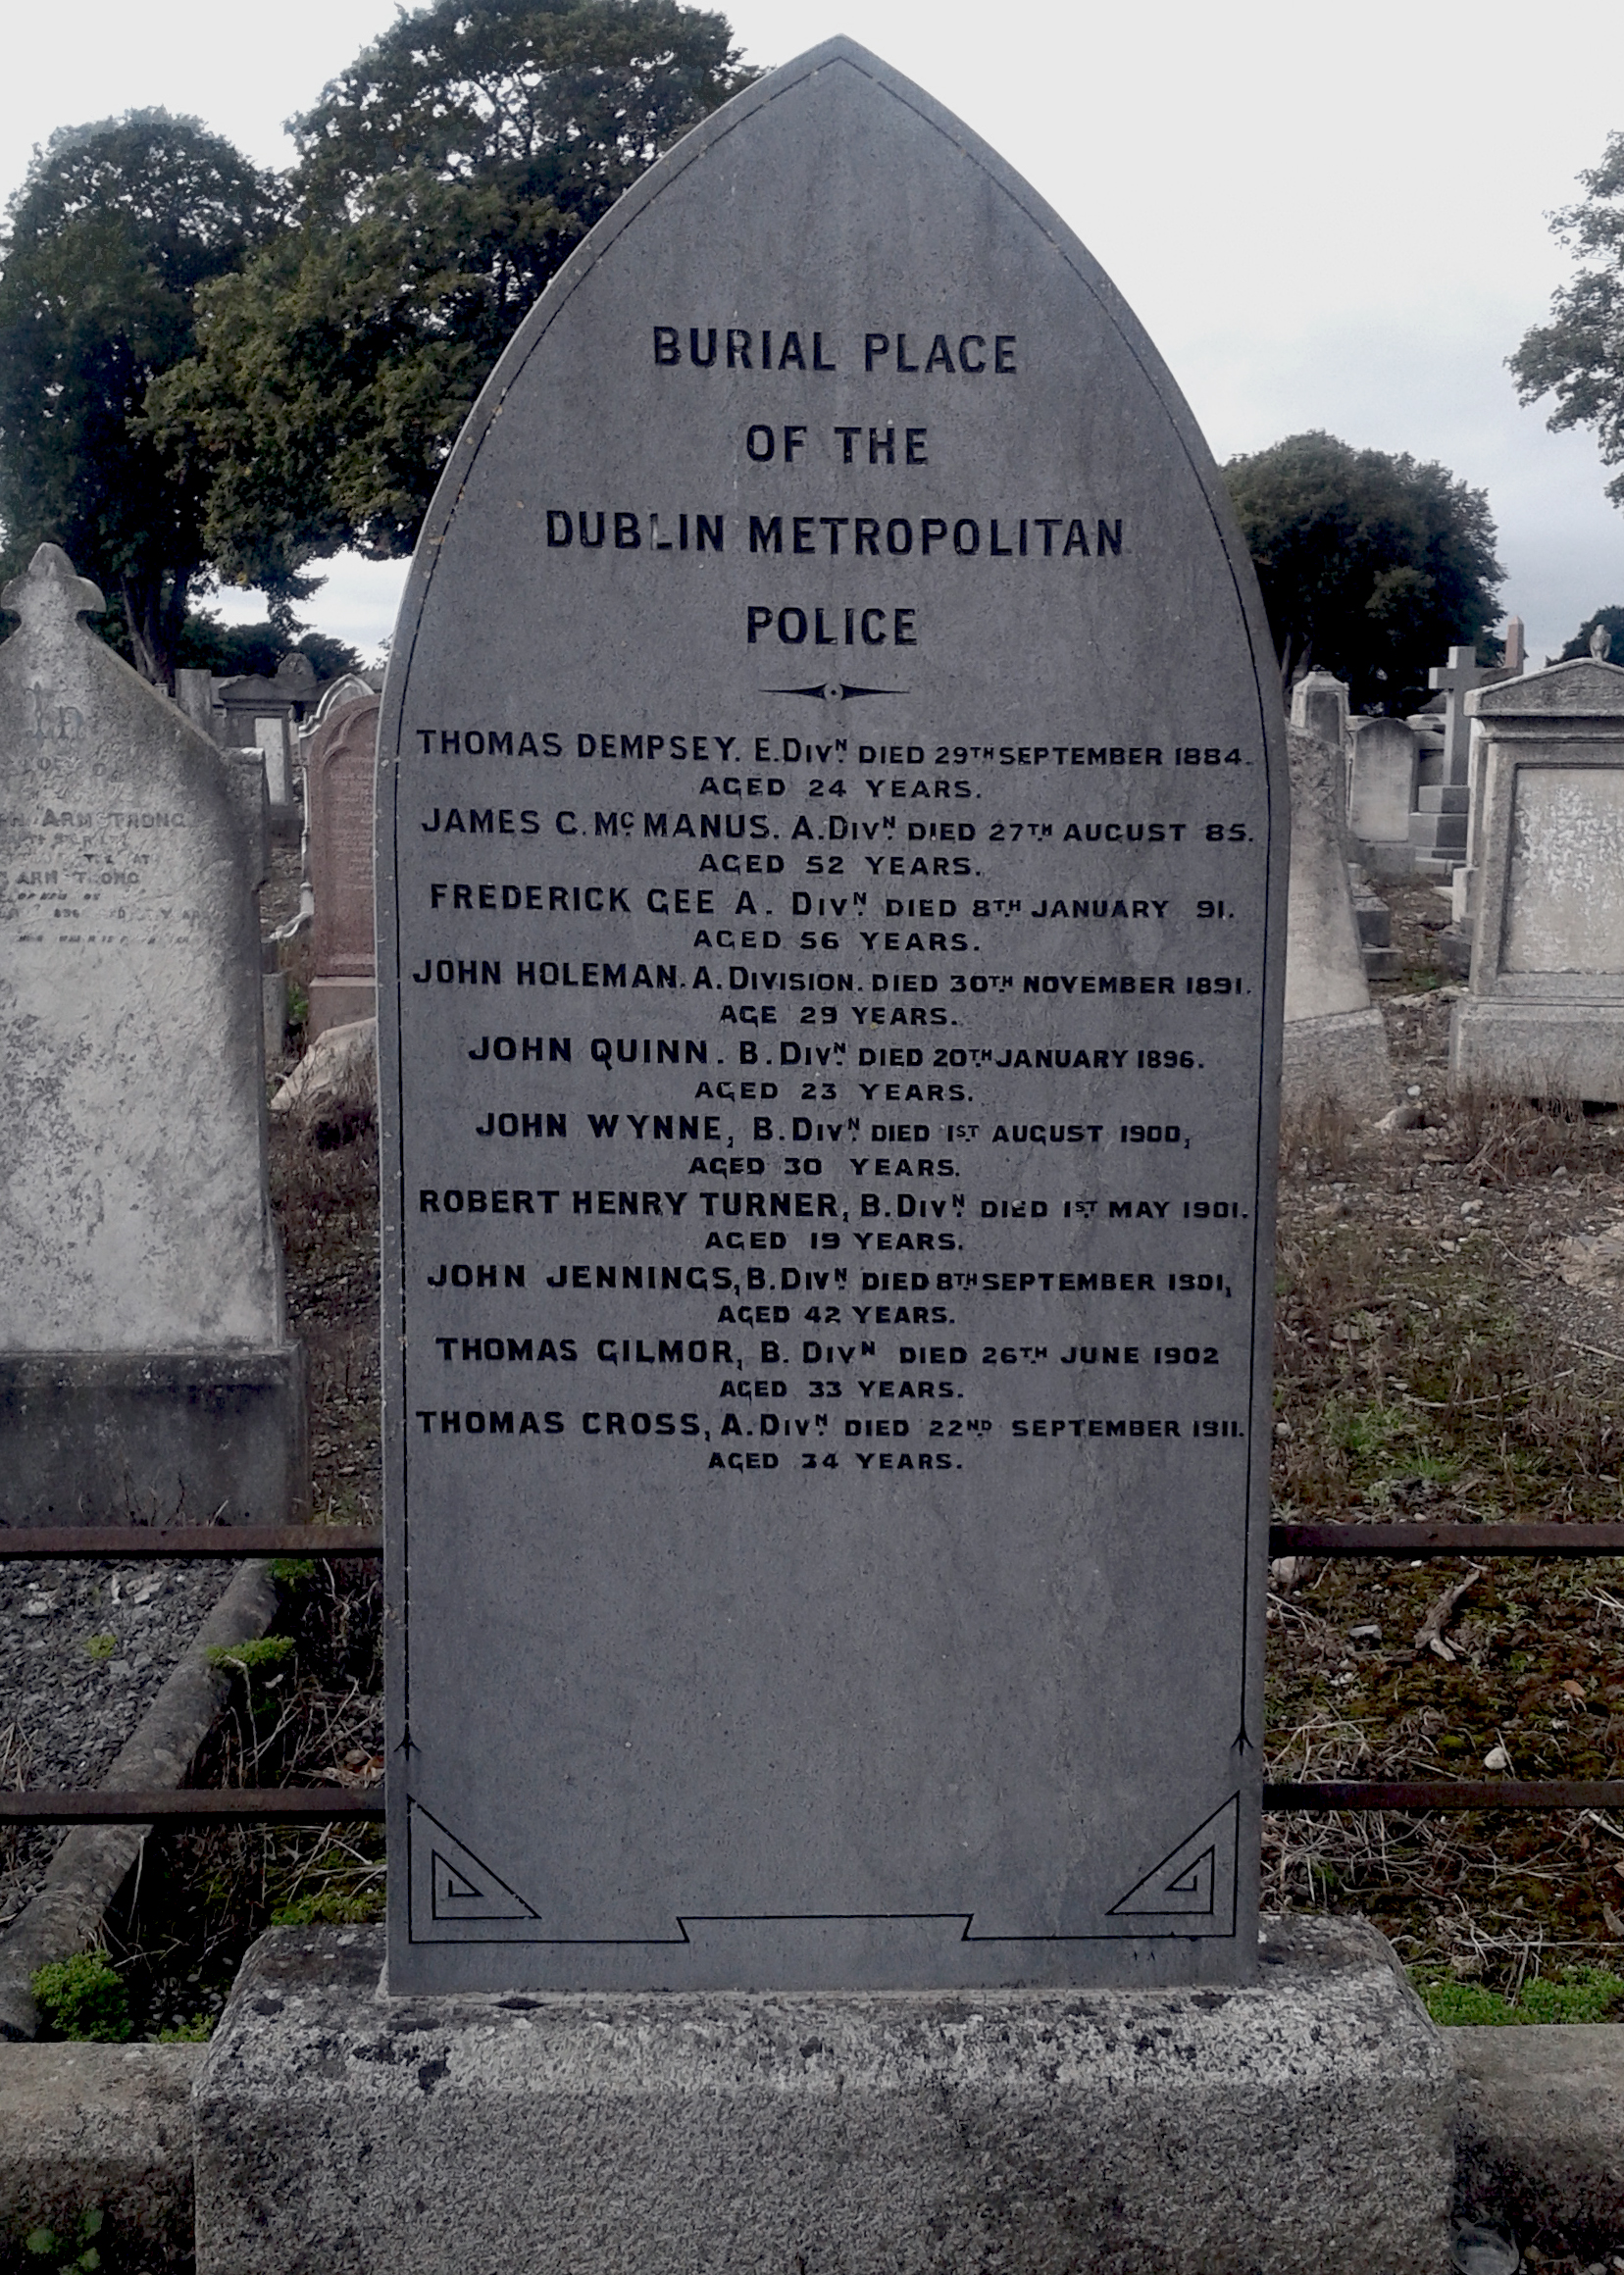 BURIAL PLACE
OF THE
DUBLIN METROPOLITAN
POLICE
THOMAS DEMPSEY. E. Divᴺ. DIED 29TH SEPTEMBER 1884.
AGED 24 YEARS.
JAMES C. Mc MANUS. A. Divᴺ. DIED 27TH AUGUST 85.
AGED 52 YEARS.
FREDERICK GEE A. Divᴺ. DIED 8TH JANUARY 91.
AGED 56 YEARS.
JOHN HOLEMAN. A. DIVISION. DIED 30TH NOVEMBER 1891.
AGE 29 YEARS.
JOHN QUINN. B. Divᴺ. DIED 20TH JANUARY 1896.
AGED 23 YEARS.
JOHN WYNNE, B. Divᴺ. DIED 1ST AUGUST 1900,
AGED 30 YEARS.
ROBERT HENRY TURNER, B. Divᴺ. DIED 1ST MAY 1901.
AGED 19 YEARS.
JOHN JENNINGS, B. Divᴺ. DIED 8TH SEPTEMBER 1901,
AGED 42 YEARS.
THOMAS GILMOR, B. Divᴺ DIED 26TH JUNE 1902
AGED 33 YEARS.
THOMAS CROSS, A. Divᴺ. DIED 22ND SEPTEMBER 1911.
AGED 34 YEARS.
In
ARMSTRONG